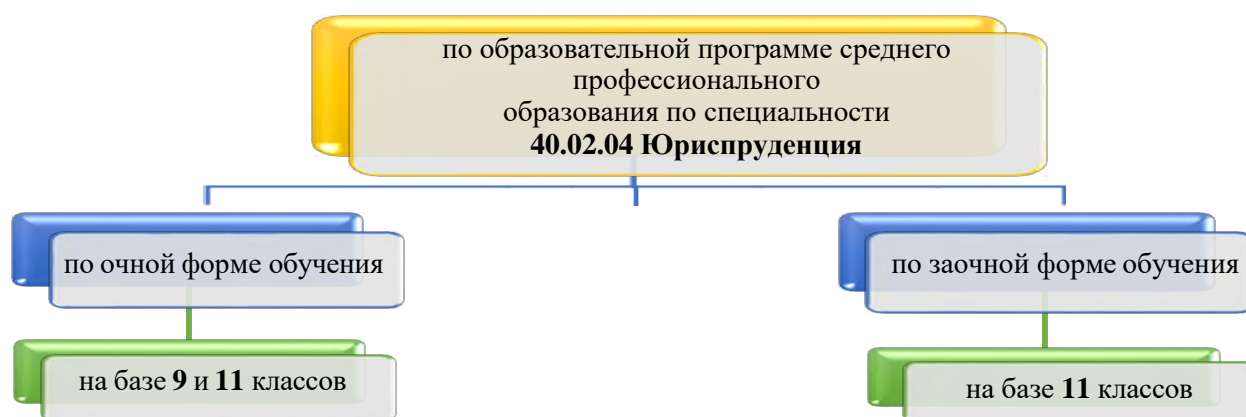 по образовательной программе среднего
профессионального
образования по специальности
40.02.04 Юриспруденция
по очной форме обучения
по заочной форме обучения
на базе 9 и 11 классов
на базе 11 классов